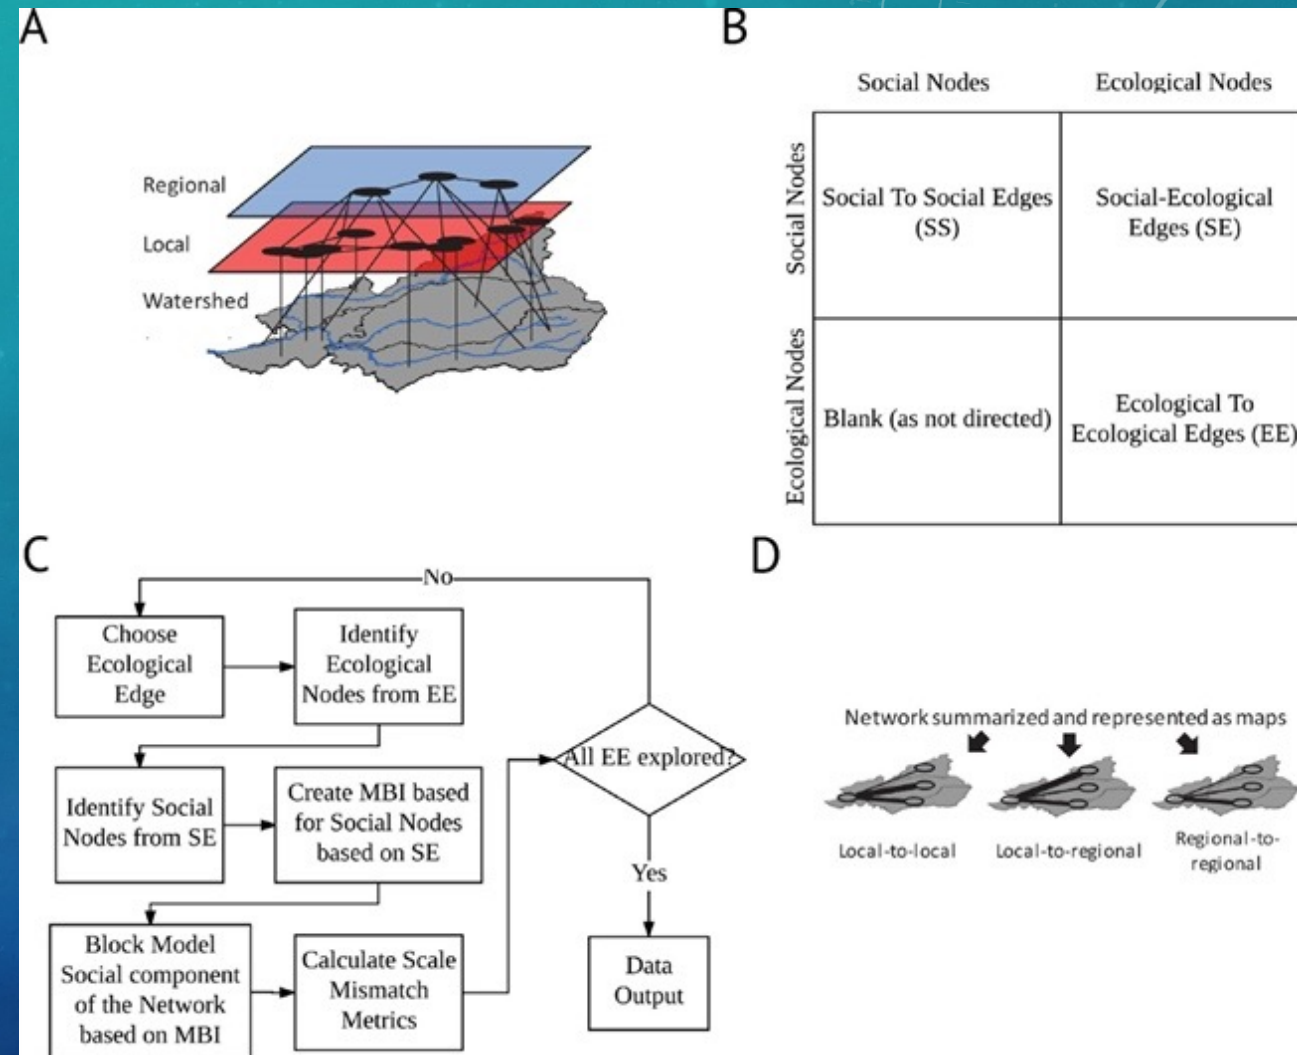 A
Regional
Local
Watershed
B
Social Nodes
Ecological Nodes
Social Nodes
Social To Social Edges
(SS)
Social-Ecological
Edges (SE)
Ecological Nodes
Blank (as not directed)
Ecological To
Ecological Edges (EE)
C
No
Choose
Ecological
Edge
Identify
Ecological
Nodes from EE
Identify Social
Nodes from SE
Create MBI based
for Social Nodes
based on SE
Block Model
Social component
of the Network
based on MBI
Calculate Scale
Mismatch
Metrics
All EE explored?
Yes
Data
Output
D
Network summarized and represented as maps
Local-to-local
Local-to-regional
Regional-to-
regional